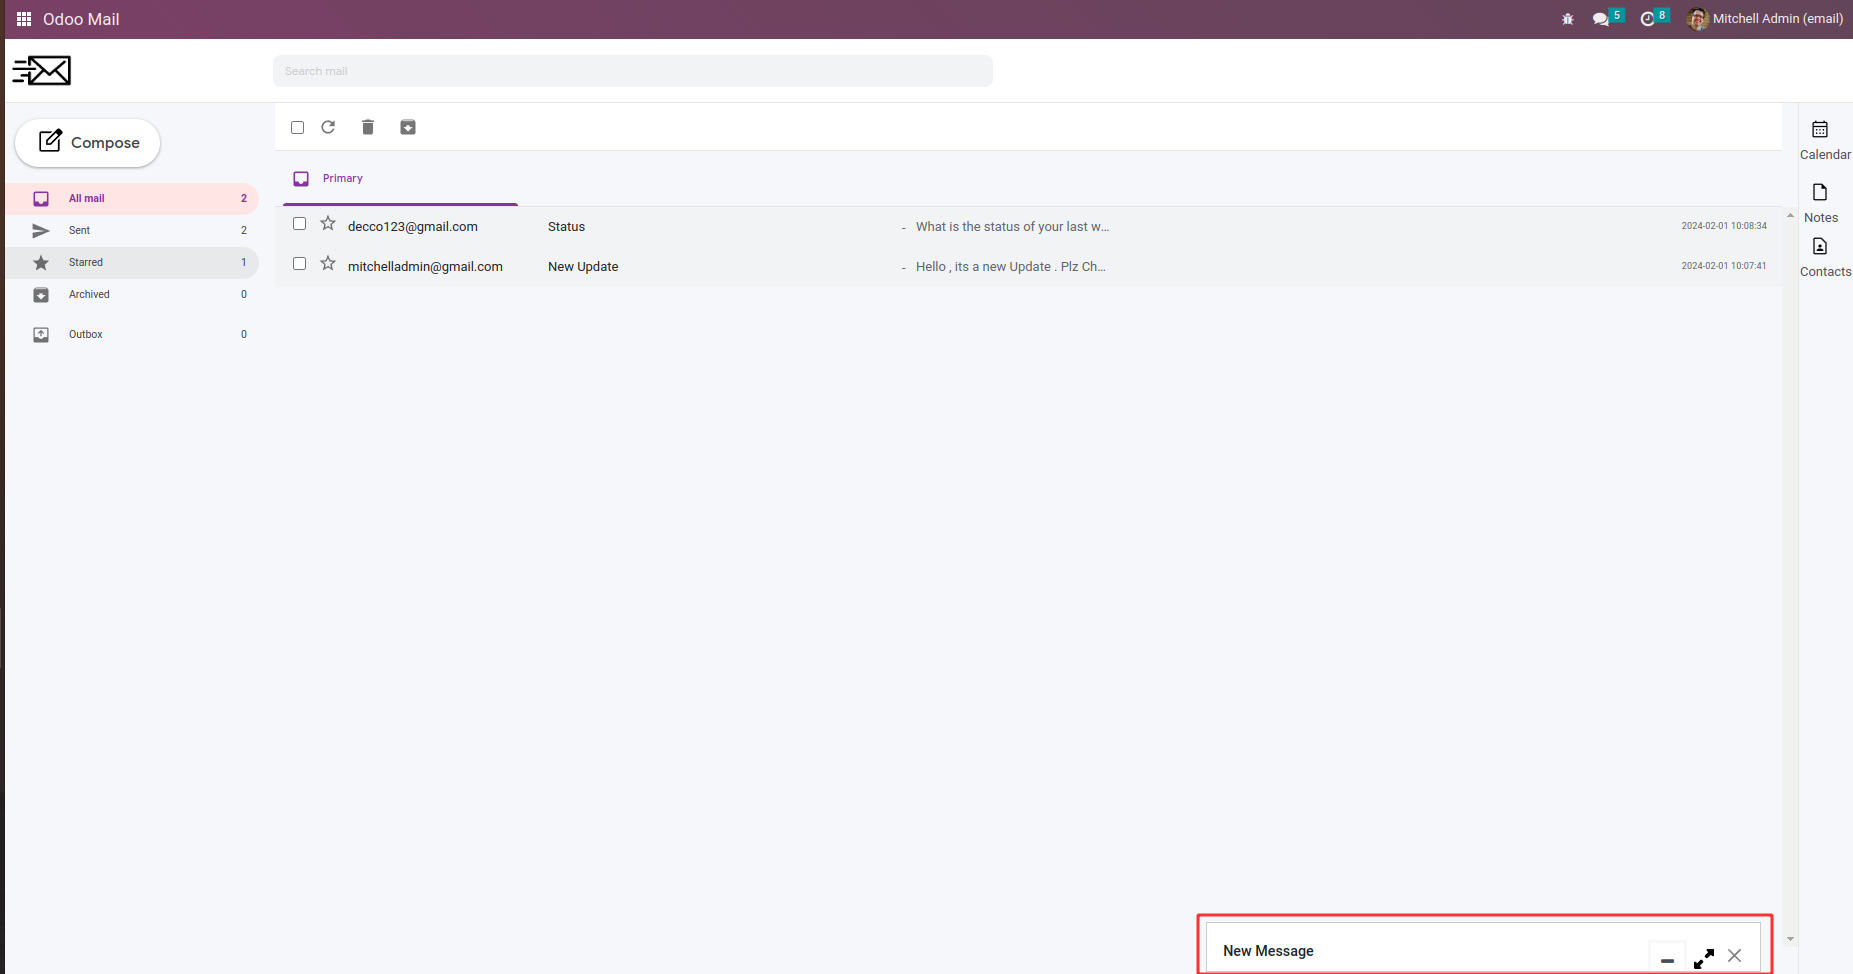 Odoo Mail
5
8
Mitchell Admin (email)
Search mail
Compose
Calendar
Primary
All mail 2
Notes
decco123@gmail.com Status - What is the status of your last w... 2024-02-01 10:08:34
Sent 2
Starred 1
mitchelladmin@gmail.com New Update - Hello , its a new Update . Plz Ch... 2024-02-01 10:07:41
Contacts
Archived 0
Outbox 0
New Message